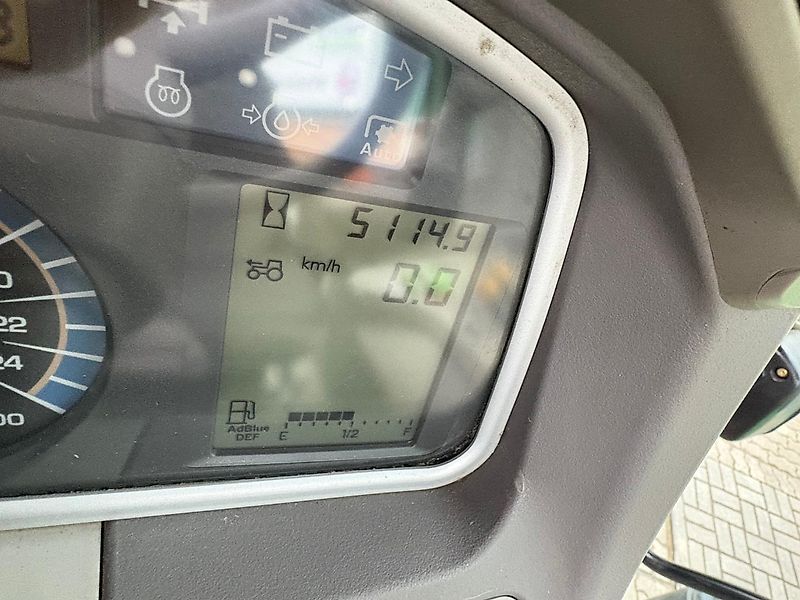 Auto
5114.9
km/h
0.0
22
24
AdBlue
DEF
E 1/2 F